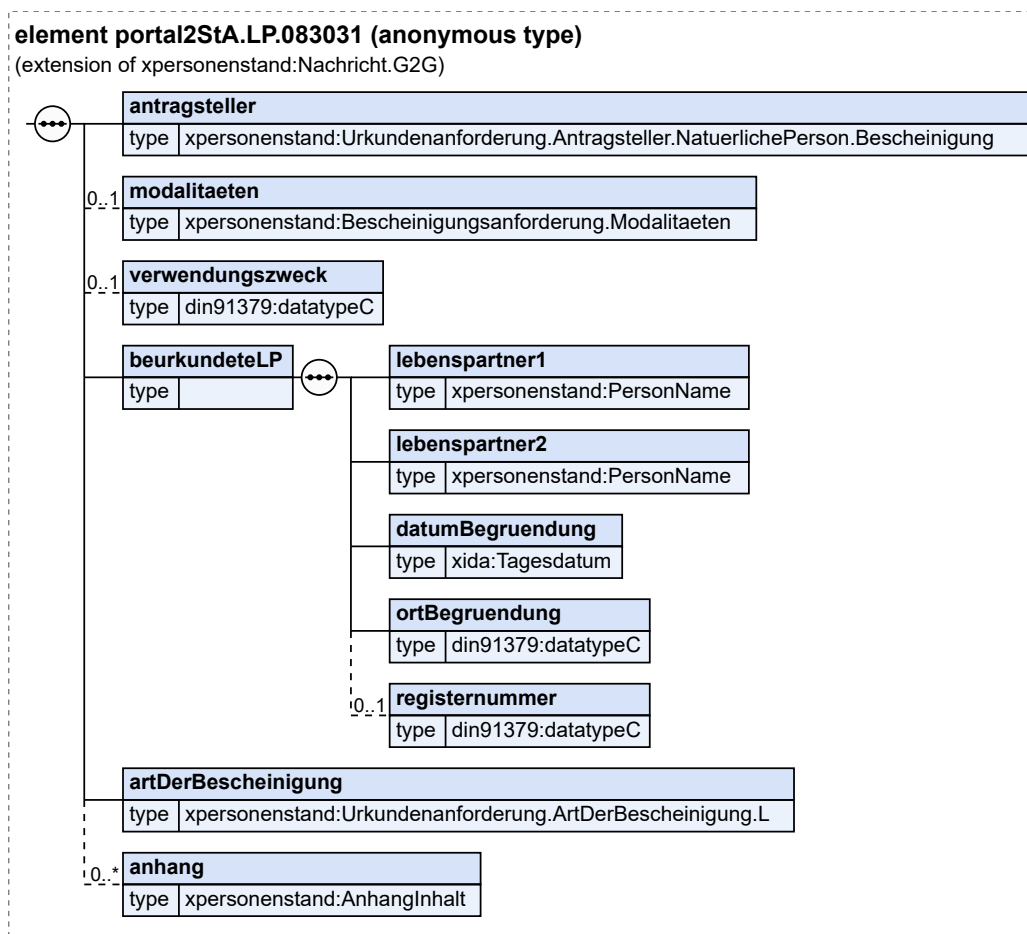 element portal2StA.LP.083031 (anonymous type)
(extension of xpersonenstand:Nachricht.G2G)
antragsteller
type xpersonenstand:Urkundenanforderung.Antragsteller.NatuerlichePerson.Bescheinigung
0..1
modalitaeten
type xpersonenstand:Bescheinigungsanforderung.Modalitaeten
0..1
verwendungszweck
type din91379:datatypeC
beurkundeteLP
type
lebenspartner1
type xpersonenstand:PersonName
lebenspartner2
type xpersonenstand:PersonName
datumBegruendung
type xida:Tagesdatum
ortBegruendung
type din91379:datatypeC
0..1
registernummer
type din91379:datatypeC
artDerBescheinigung
type xpersonenstand:Urkundenanforderung.ArtDerBescheinigung.L
0..*
anhang
type xpersonenstand:AnhangInhalt